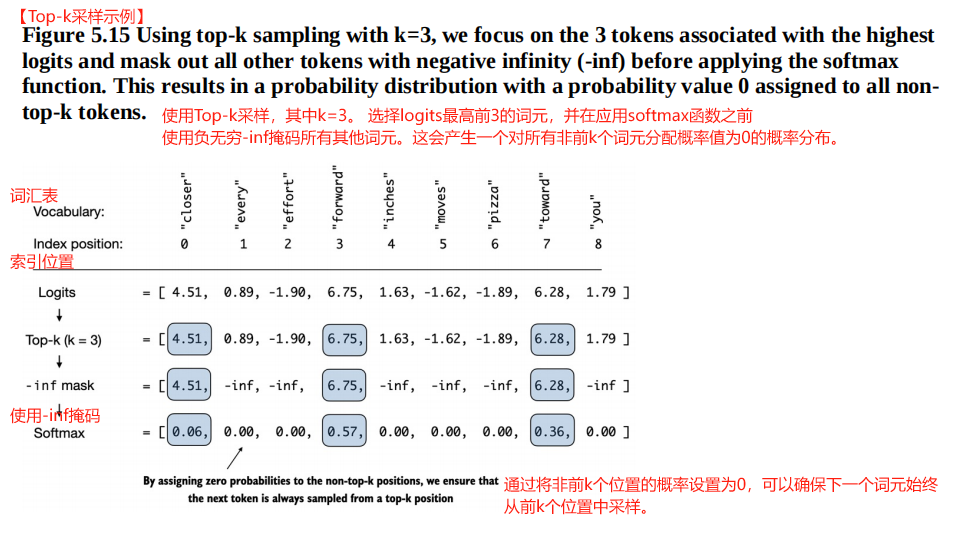 【Top-k采样示例】
Figure 5.15 Using top-k sampling with k=3, we focus on the 3 tokens associated with the highest
logits and mask out all other tokens with negative infinity (-inf) before applying the softmax
function. This results in a probability distribution with a probability value 0 assigned to all non-
top-k tokens.
使用Top-k采样，其中k=3。 选择logits最高前3的词元，并在应用softmax函数之前
使用负无穷-inf掩码所有其他词元。这会产生一个对所有非前k个词元分配概率值为0的概率分布。
词汇表
Vocabulary: "closer" "every" "effort" "forward" "inches" "moves" "pizza" "toward" "you"
Index position: 0 1 2 3 4 5 6 7 8
索引位置
Logits = [ 4.51, 0.89, -1.90, 6.75, 1.63, -1.62, -1.89, 6.28, 1.79 ]
Top-k (k = 3) = [ 4.51, 0.89, -1.90, 6.75, 1.63, -1.62, -1.89, 6.28, 1.79 ]
-inf mask = [ 4.51, -inf, -inf, 6.75, -inf, -inf, -inf, 6.28, -inf ]
使用-inf掩码
Softmax = [ 0.06, 0.00, 0.00, 0.57, 0.00, 0.00, 0.00, 0.36, 0.00 ]
By assigning zero probabilities to the non-top-k positions, we ensure that
the next token is always sampled from a top-k position
通过将非前k个位置的概率设置为0，可以确保下一个词元始终
从前k个位置中采样。